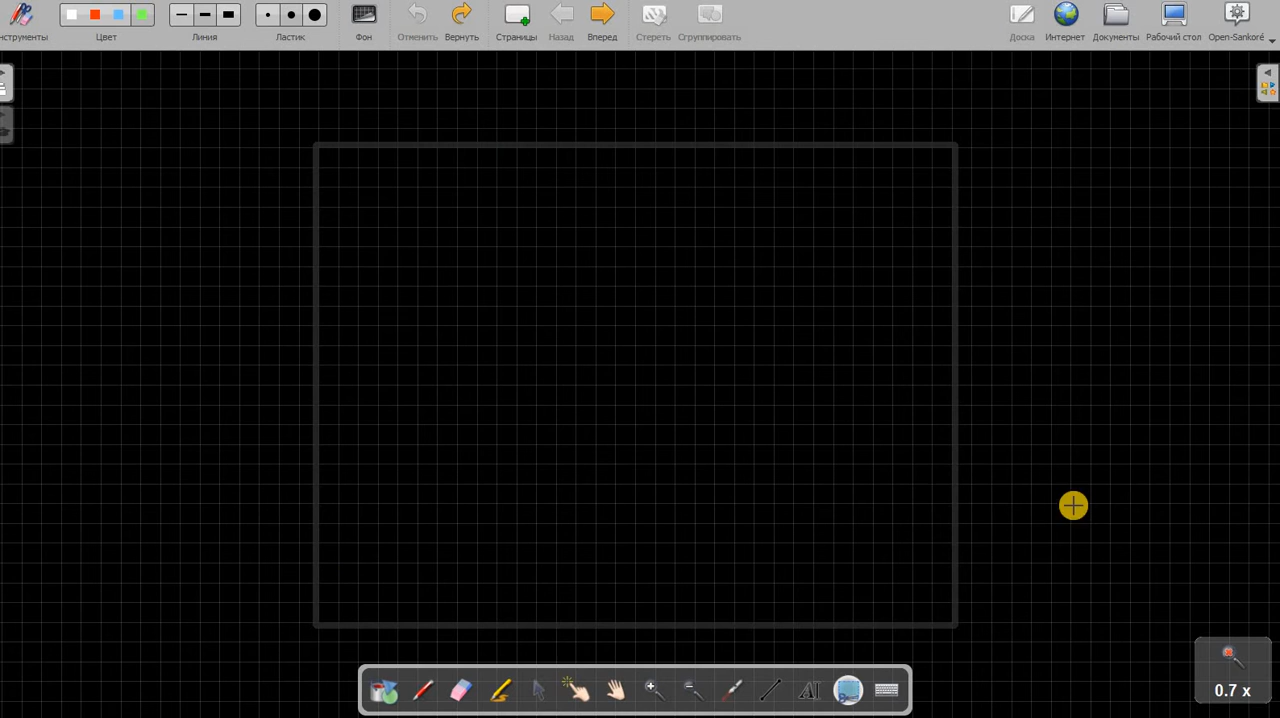 нструменты
Цвет
Линия
Ластик
Фон
Отменить
Вернуть
Страницы
Назад
Вперед
Стереть
Сгруппировать
Доска
Интернет
Документы
Рабочий стол
Open-Sankoré
AI
0.7 x